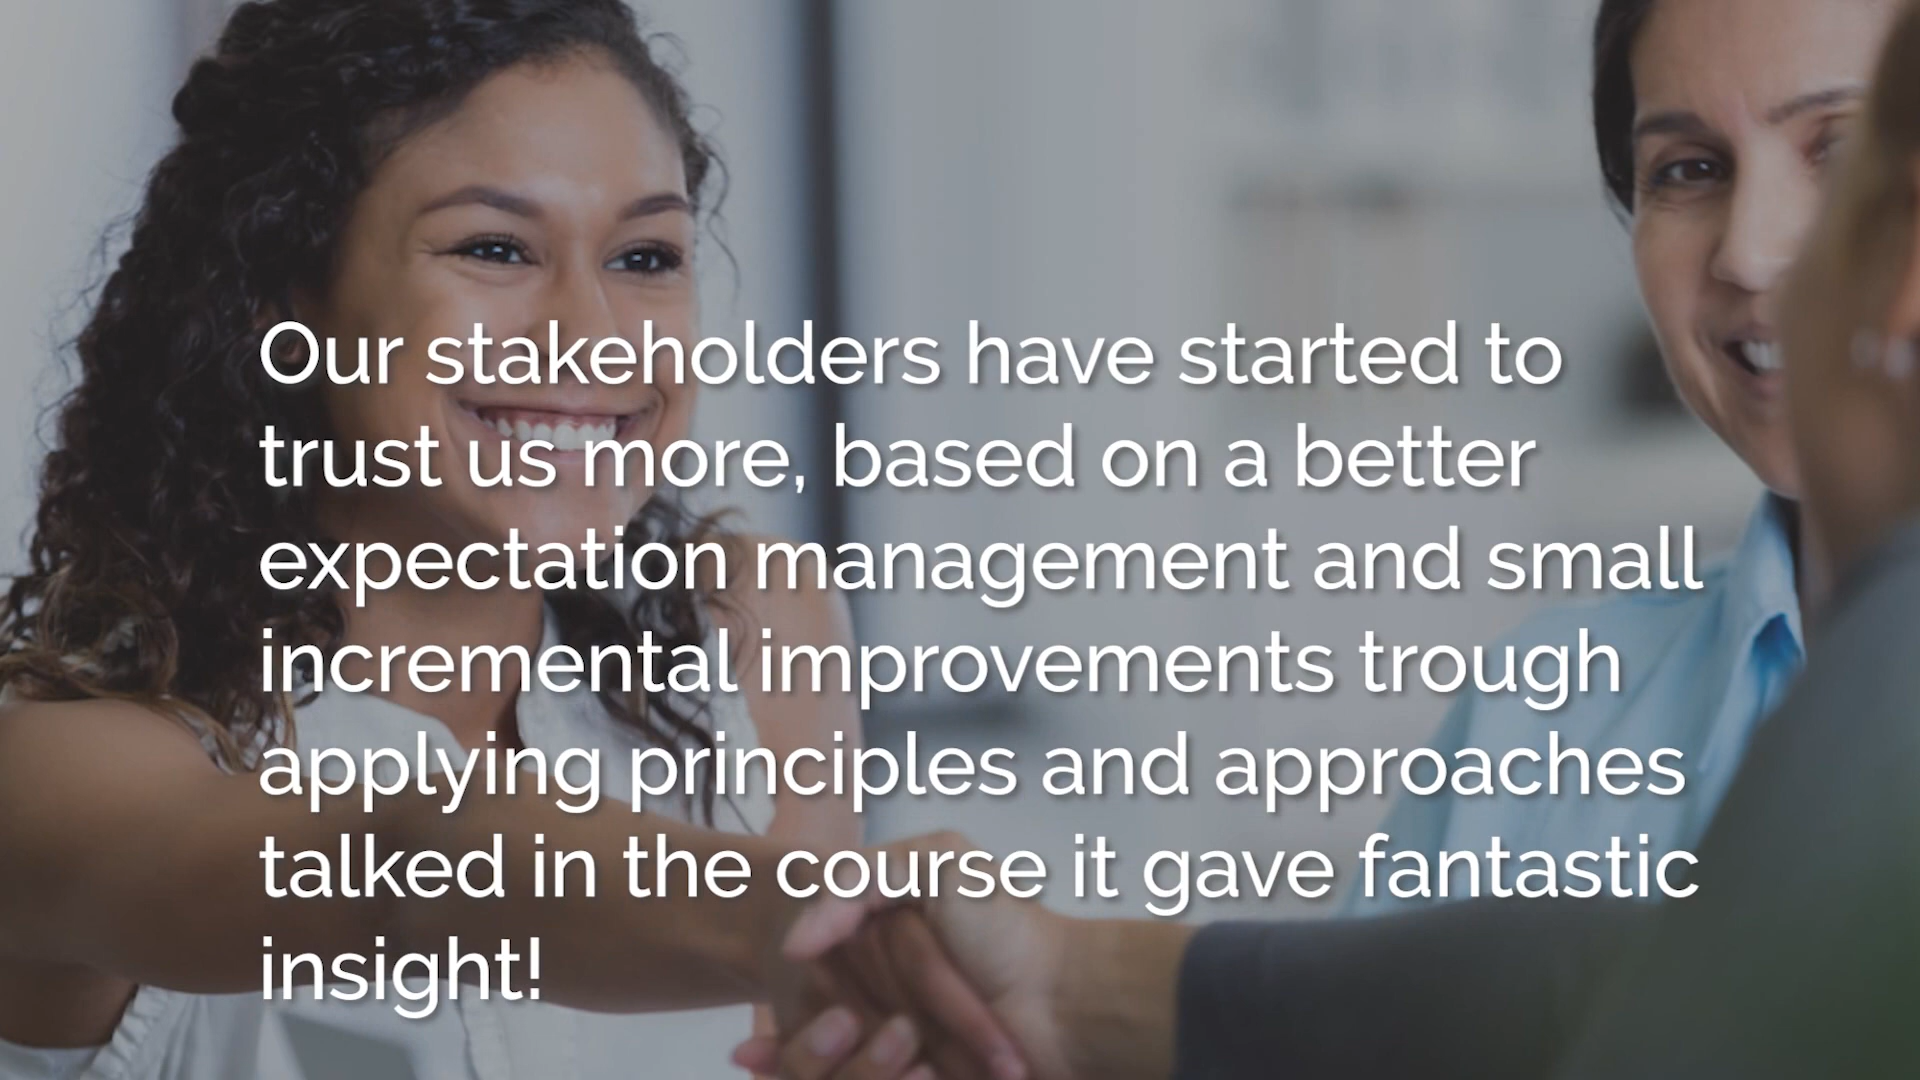 Our stakeholders have started to
trust us more, based on a better
expectation management and small
incremental improvements trough
applying principles and approaches
talked in the course it gave fantastic
insight!